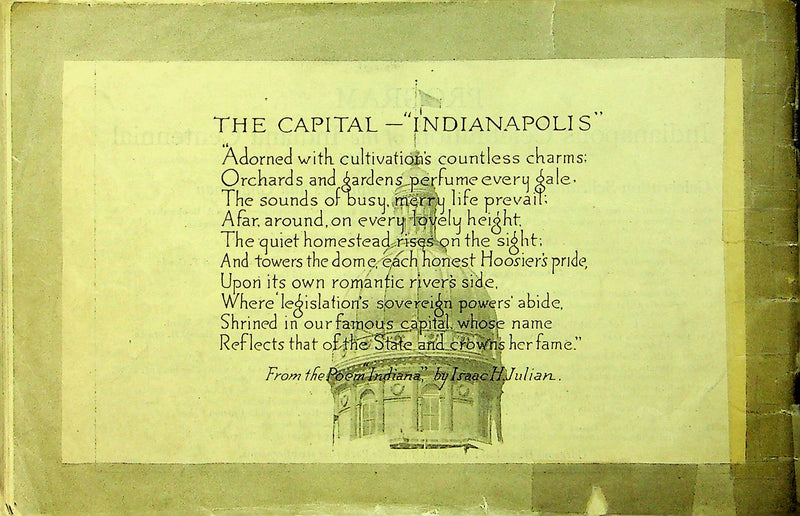 THE CAPITAL — "INDIANAPOLIS"
"Adorned with cultivation's countless charms;
Orchards and gardens perfume every gale.
The sounds of busy, merry life prevail;
Afar, around, on every lovely height,
The quiet homestead rises on the sight;
And towers the dome, each honest Hoosier's pride,
Upon its own romantic river's side,
Where 'legislation's sovereign powers' abide,
Shrined in our famous capital, whose name
Reflects that of the State and crowns her fame."
From the Poem "Indiana," by Isaac H. Julian.
PROGRAM